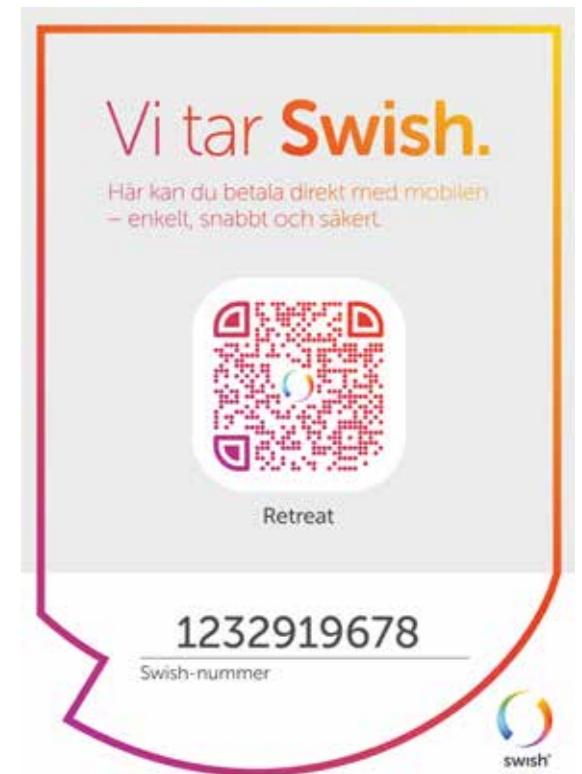 Vi tar Swish.
Här kan du betala direkt med mobilen
– enkelt, snabbt och säkert.
Retreat
1232919678
Swish-nummer
swish®